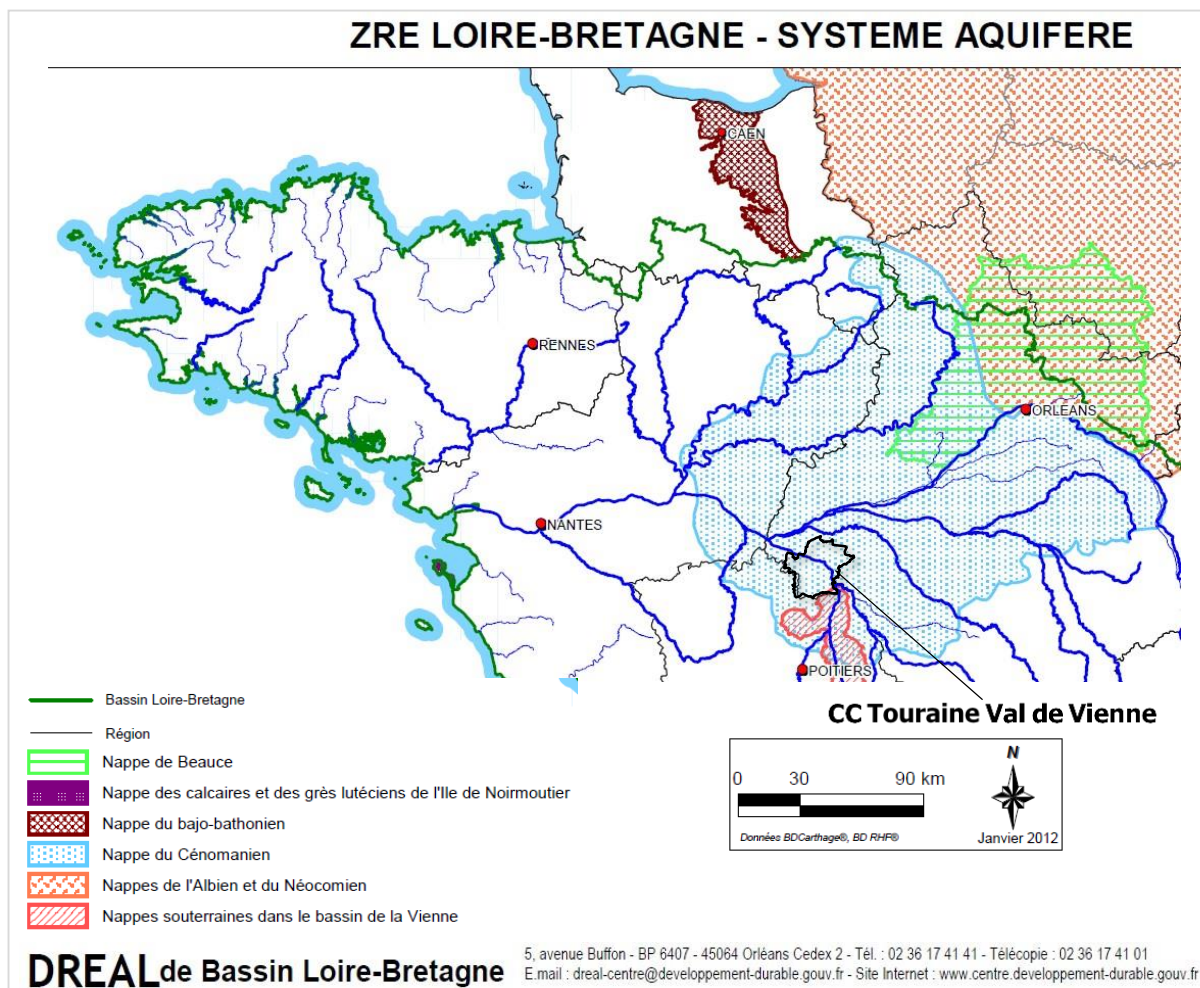 ZRE LOIRE-BRETAGNE - SYSTEME AQUIFERE
CAEN
RENNES
ORLEANS
NANTES
POITIERS
CC Touraine Val de Vienne
Bassin Loire-Bretagne
Région
Nappe de Beauce
Nappe des calcaires et des grès lutéciens de l'Ile de Noirmoutier
Nappe du bajo-bathonien
Nappe du Cénomanien
Nappes de l'Albien et du Néocomien
Nappes souterraines dans le bassin de la Vienne
0 30 90 km
N
Données BDCarthage®, BD RHF®
Janvier 2012
DREAL de Bassin Loire-Bretagne
5, avenue Buffon - BP 6407 - 45064 Orléans Cedex 2 - Tél. : 02 36 17 41 41 - Télécopie : 02 36 17 41 01
E.mail : dreal-centre@developpement-durable.gouv.fr - Site Internet : www.centre.developpement-durable.gouv.fr